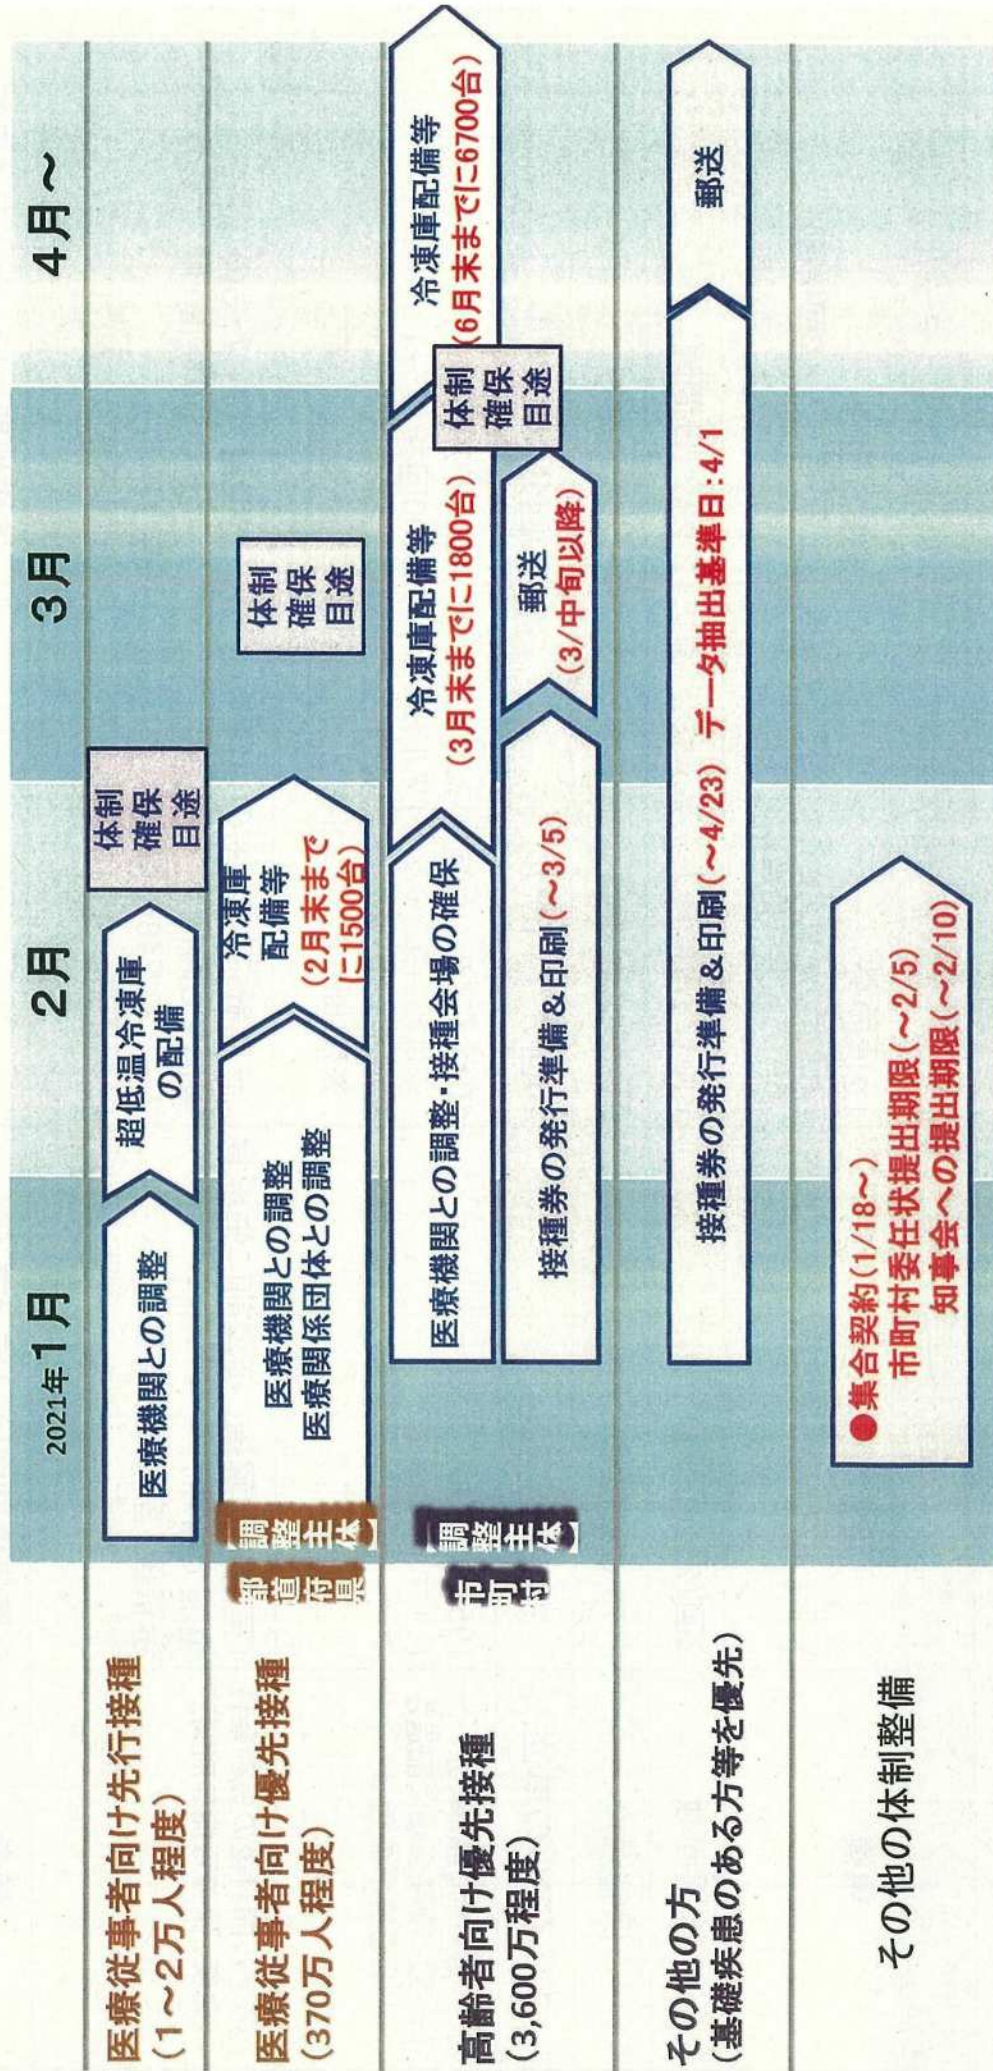 2021年1月
2月
3月
4月～
医療従事者向け先行接種
(1～2万人程度)
医療機関との調整
超低温冷凍庫
の配備
体制
確保
目途
医療従事者向け優先接種
(370万人程度)
都道府県
【調整主体】
医療機関との調整
医療関係団体との調整
冷凍庫
配備等
(2月末まで
に1500台)
体制
確保
目途
高齢者向け優先接種
(3,600万程度)
市町村
【調整主体】
医療機関との調整・接種会場の確保
冷凍庫配備等
(3月末までに1800台)
冷凍庫配備等
(6月末までに6700台)
体制
確保
目途
接種券の発行準備&印刷(～3/5)
郵送
(3/中旬以降)
その他の方
(基礎疾患のある方等を優先)
接種券の発行準備&印刷(～4/23) データ抽出基準日:4/1
郵送
その他の体制整備
●集合契約(1/18～)
市町村委任状提出期限(～2/5)
知事会への提出期限(～2/10)